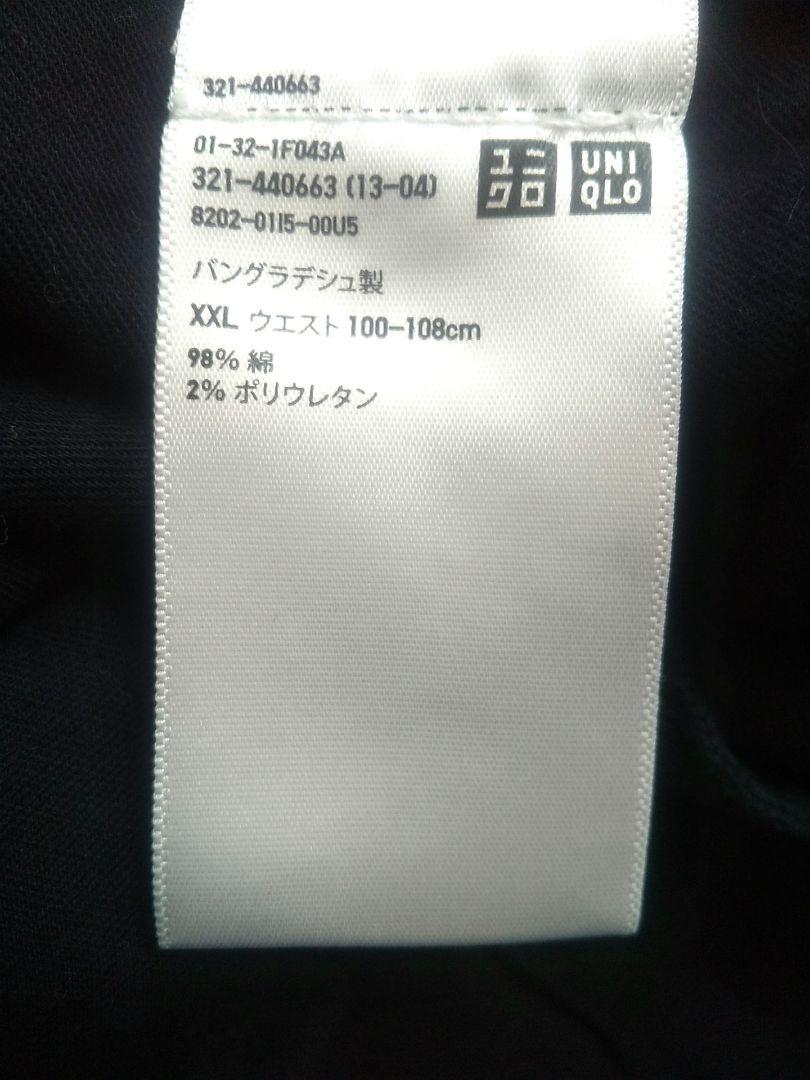 321-440663
01-32-1F043A
321-440663 (13-04)
8202-0115-00U5
ユニクロ
UNIQLO
バングラデシュ製
XXL ウエスト 100-108cm
98% 綿
2% ポリウレタン